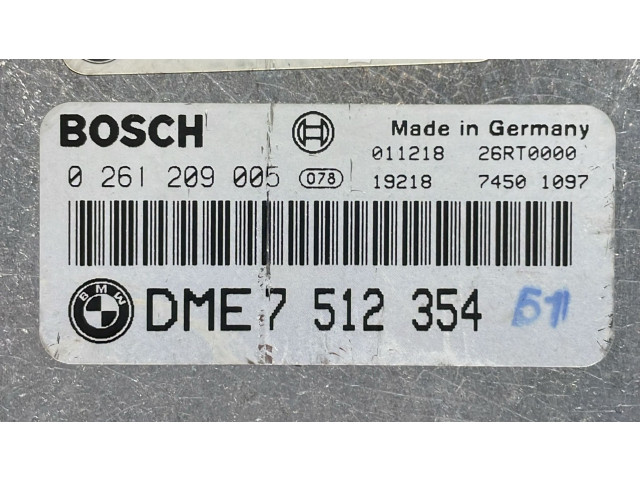 BOSCH Made in Germany
011218 26RT0000
0 261 209 005 078 19218 7450 1097
BMW DME 7 512 354